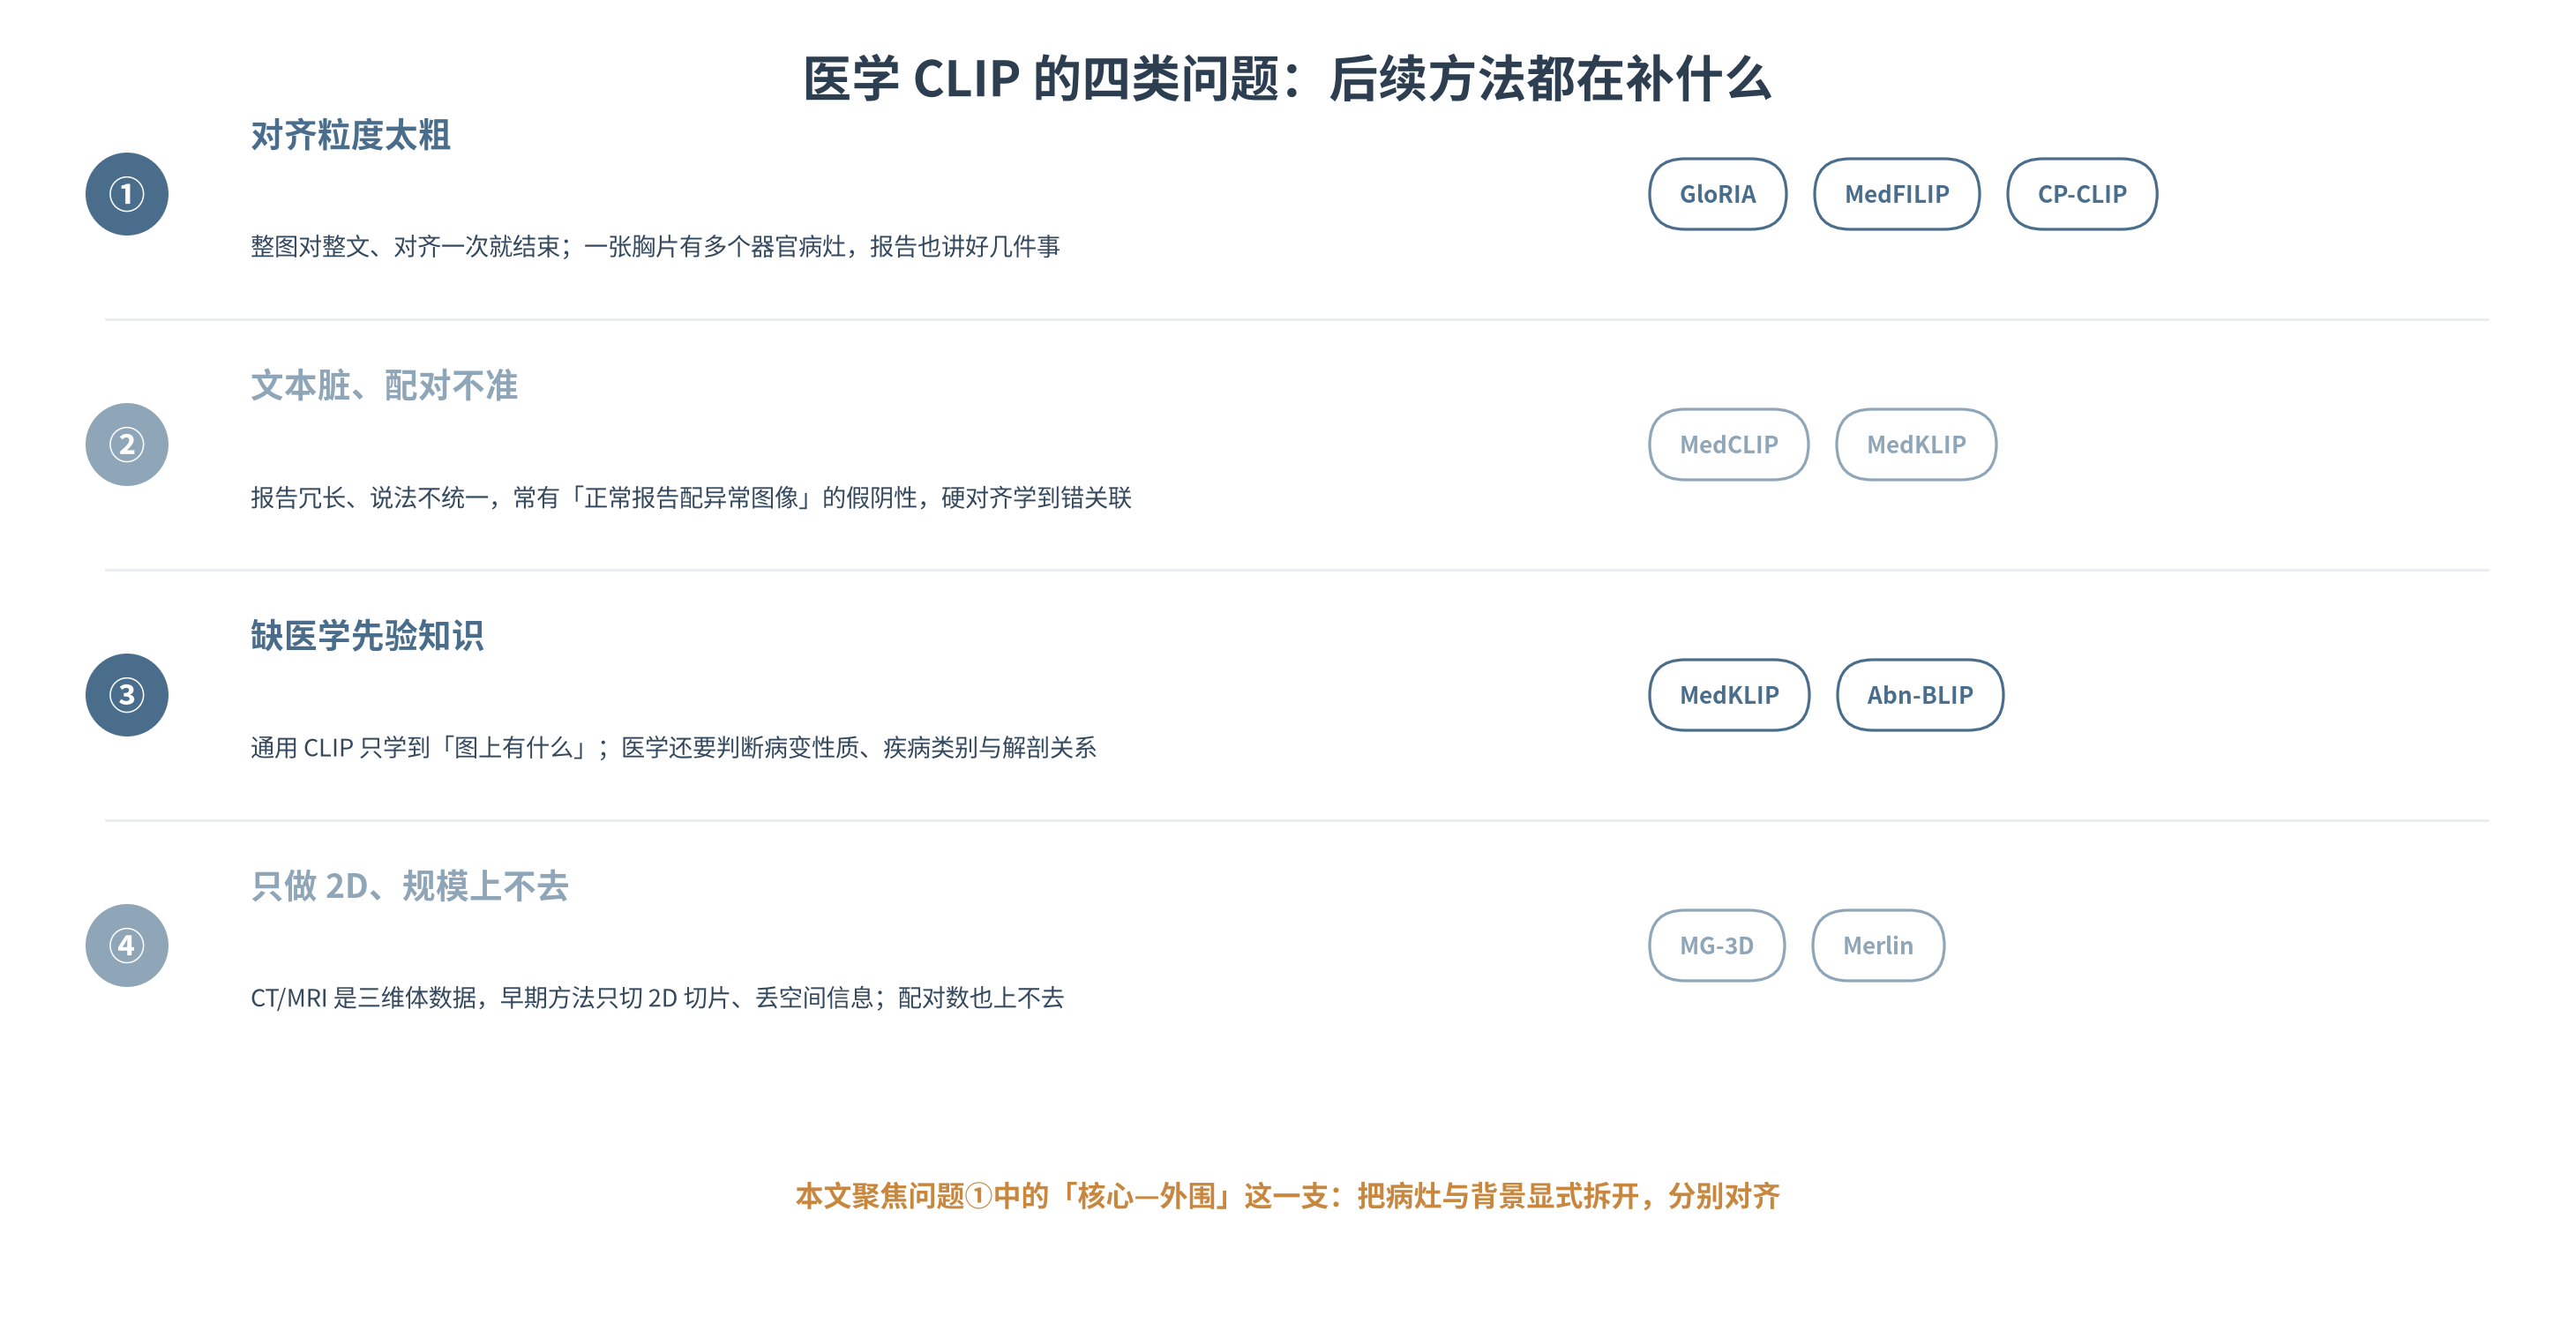 医学 CLIP 的四类问题：后续方法都在补什么
对齐粒度太粗
①
GloRIA
MedFILIP
CP-CLIP
整图对整文、对齐一次就结束；一张胸片有多个器官病灶，报告也讲好几件事
文本脏、配对不准
②
MedCLIP
MedKLIP
报告冗长、说法不统一，常有「正常报告配异常图像」的假阴性，硬对齐学到错关联
缺医学先验知识
③
MedKLIP
Abn-BLIP
通用 CLIP 只学到「图上有什么」；医学还要判断病变性质、疾病类别与解剖关系
只做 2D、规模上不去
④
MG-3D
Merlin
CT/MRI 是三维体数据，早期方法只切 2D 切片、丢空间信息；配对数也上不去
本文聚焦问题①中的「核心—外围」这一支：把病灶与背景显式拆开，分别对齐